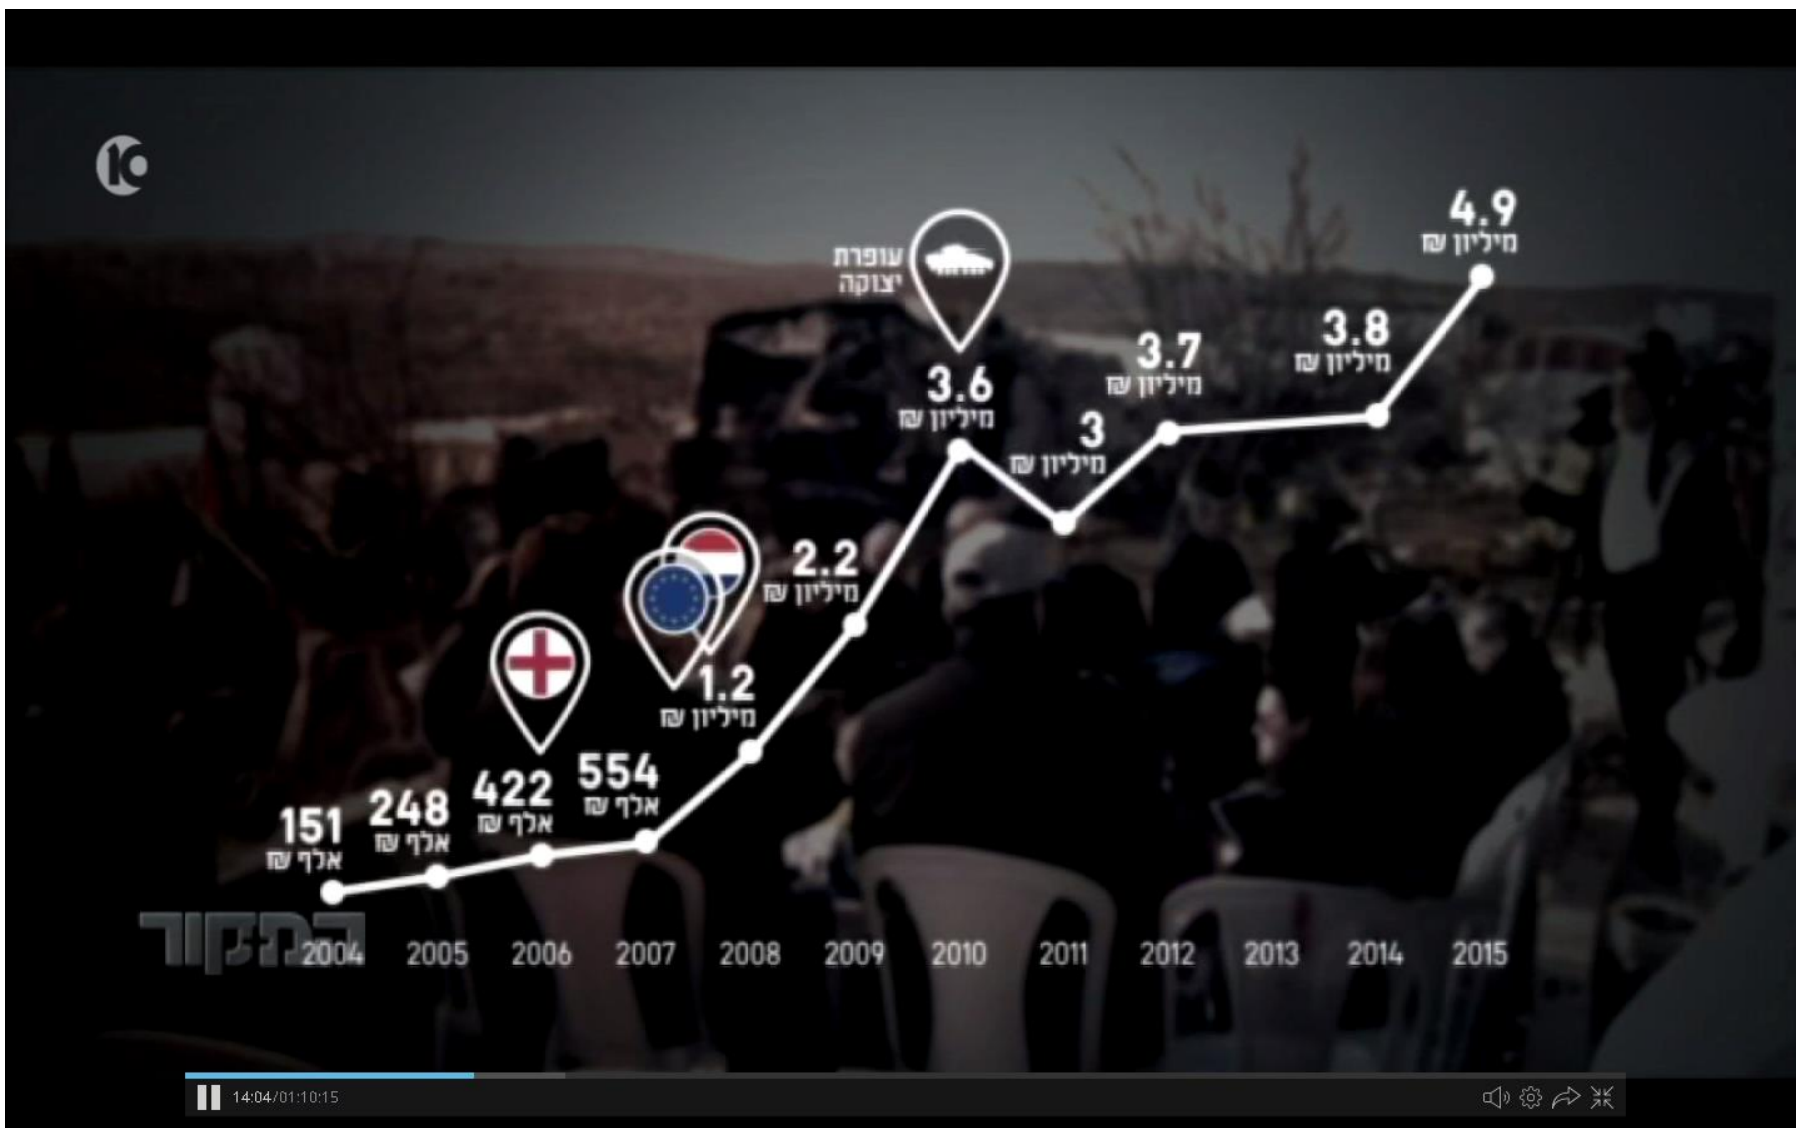 10
4.9
מיליון ₪
עופרת
יצוקה
3.8
מיליון ₪
3.7
מיליון ₪
3.6
מיליון ₪
3
מיליון ₪
2.2
מיליון ₪
1.2
מיליון ₪
554
אלף ₪
422
אלף ₪
248
אלף ₪
151
אלף ₪
המקור
2004 2005 2006 2007 2008 2009 2010 2011 2012 2013 2014 2015
14:04/01:10:15